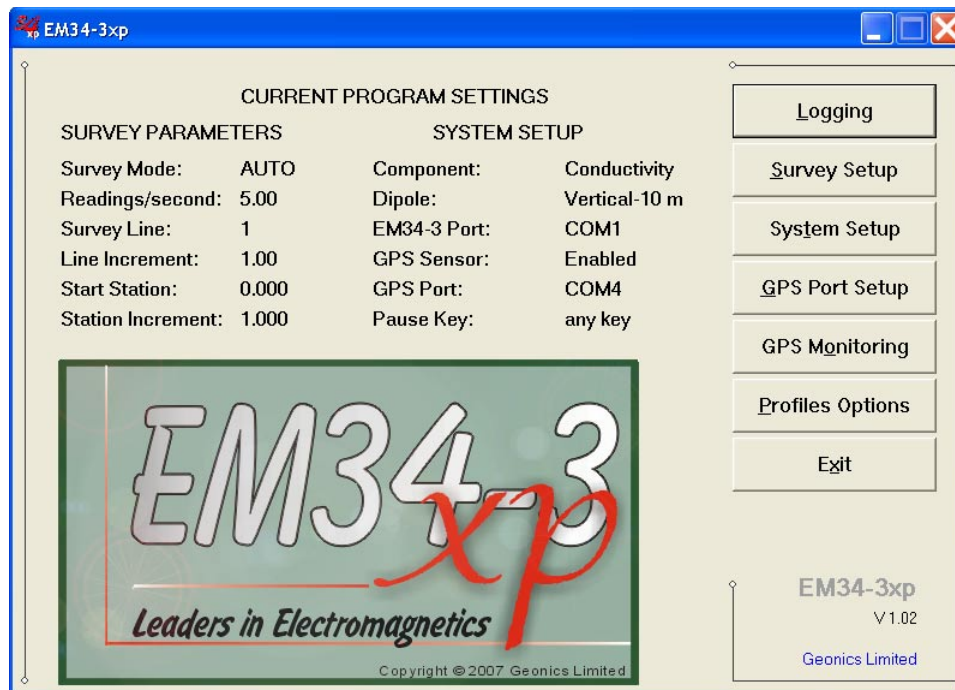 EM34-3xp
CURRENT PROGRAM SETTINGS
SURVEY PARAMETERS
Survey Mode: AUTO
Readings/second: 5.00
Survey Line: 1
Line Increment: 1.00
Start Station: 0.000
Station Increment: 1.000
SYSTEM SETUP
Component: Conductivity
Dipole: Vertical-10 m
EM34-3 Port: COM1
GPS Sensor: Enabled
GPS Port: COM4
Pause Key: any key
EM34-3
xp
Leaders in Electromagnetics
Copyright © 2007 Geonics Limited
Logging
Survey Setup
System Setup
GPS Port Setup
GPS Monitoring
Profiles Options
Exit
EM34-3xp
V 1.02
Geonics Limited